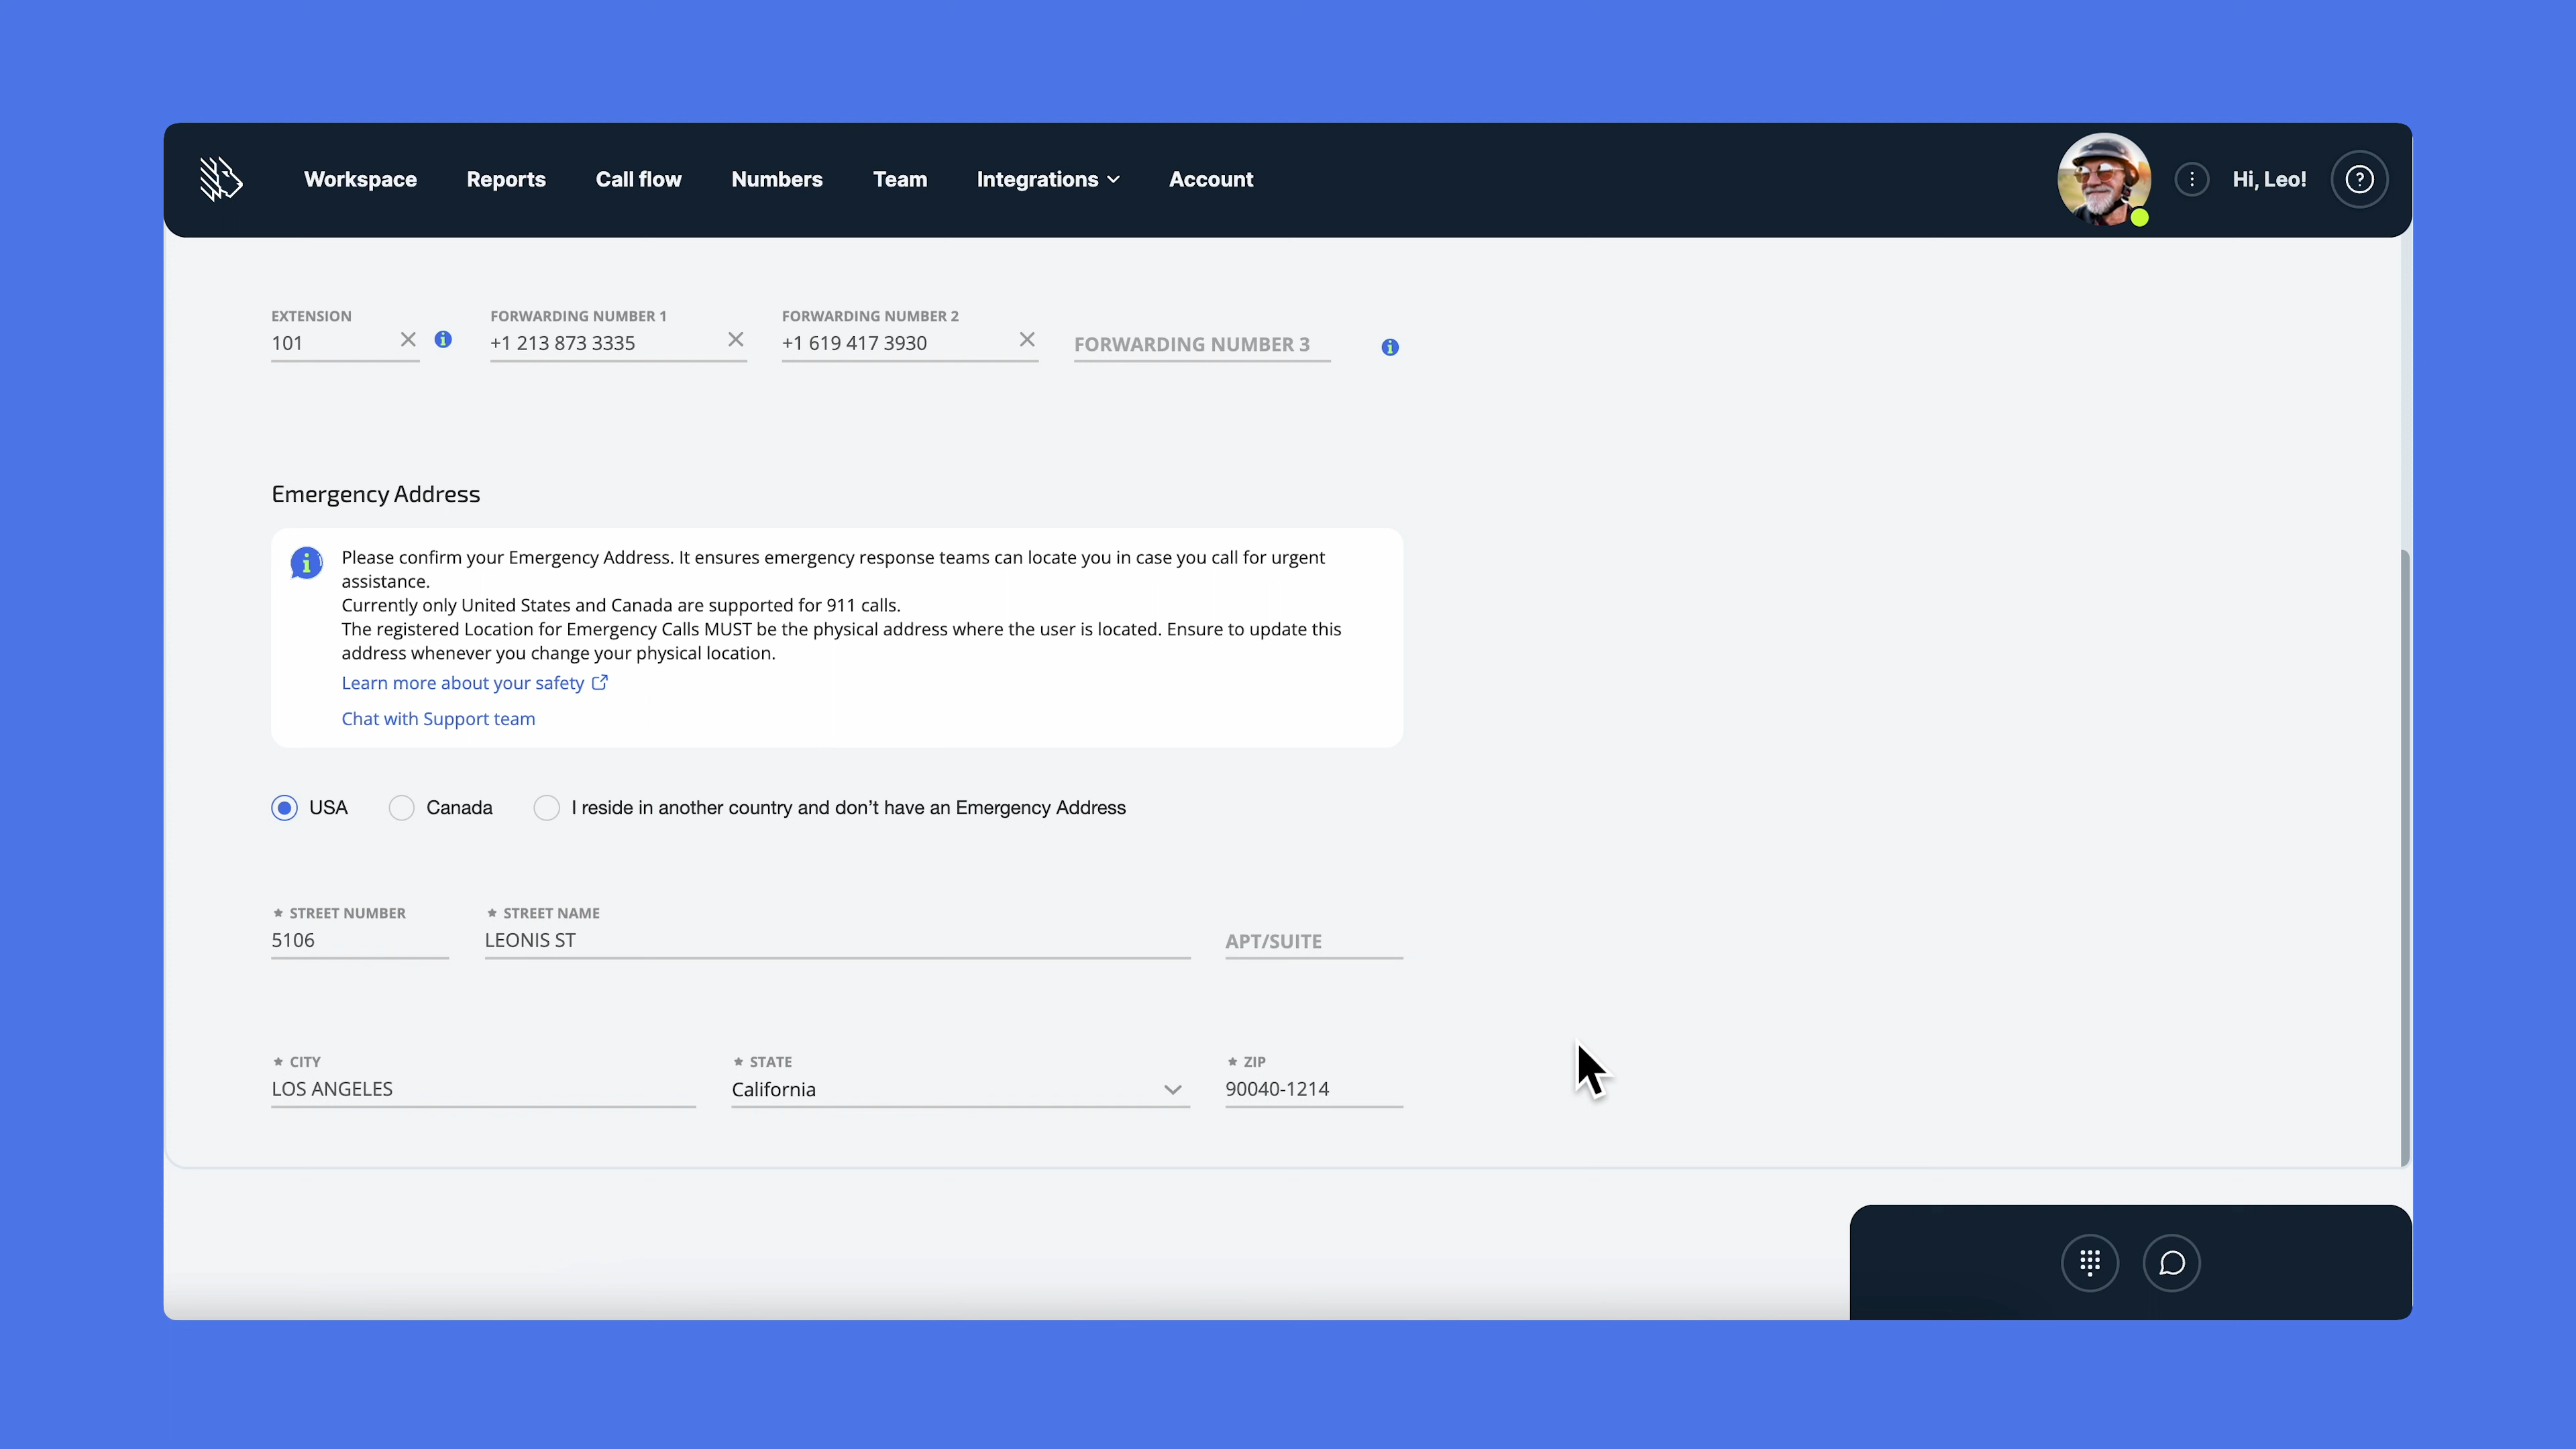 Workspace Reports Call flow Numbers Team Integrations Account Hi, Leo! ?
EXTENSION FORWARDING NUMBER 1 FORWARDING NUMBER 2
101 +1 213 873 3335 +1 619 417 3930 FORWARDING NUMBER 3
Emergency Address
Please confirm your Emergency Address. It ensures emergency response teams can locate you in case you call for urgent
assistance.
Currently only United States and Canada are supported for 911 calls.
The registered Location for Emergency Calls MUST be the physical address where the user is located. Ensure to update this
address whenever you change your physical location.
Learn more about your safety
Chat with Support team
USA Canada I reside in another country and don’t have an Emergency Address
* STREET NUMBER * STREET NAME
5106 LEONIS ST APT/SUITE
* CITY * STATE * ZIP
LOS ANGELES California 90040-1214